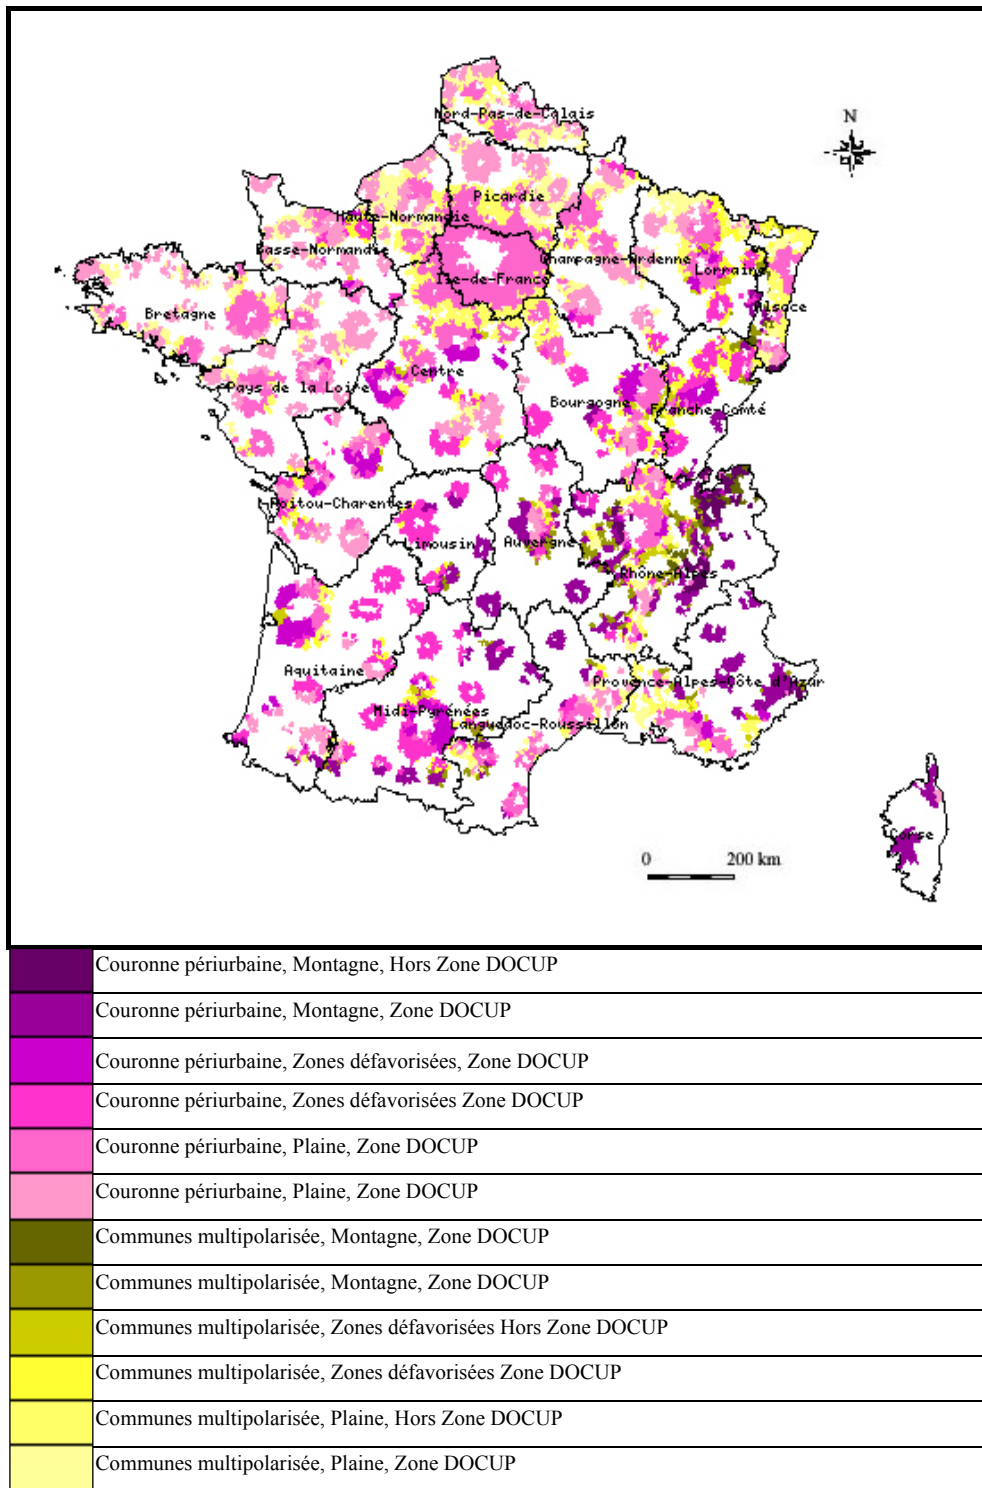 Nord-Pas-de-Calais
N
Picardie
Haute-Normandie
Basse-Normandie
Champagne-Ardenne
Lorraine
Ile-de-France
Alsace
Bretagne
Centre
Pays de la Loire
Bourgogne
Franche-Comté
Poitou-Charentes
Limousin
Auvergne
Rhône-Alpes
Aquitaine
Provence-Alpes-Côte d'Azur
Midi-Pyrénées
Languedoc-Roussillon
Corse
0 200 km
Couronne périurbaine, Montagne, Hors Zone DOCUP
Couronne périurbaine, Montagne, Zone DOCUP
Couronne périurbaine, Zones défavorisées, Zone DOCUP
Couronne périurbaine, Zones défavorisées Zone DOCUP
Couronne périurbaine, Plaine, Zone DOCUP
Couronne périurbaine, Plaine, Zone DOCUP
Communes multipolarisée, Montagne, Zone DOCUP
Communes multipolarisée, Montagne, Zone DOCUP
Communes multipolarisée, Zones défavorisées Hors Zone DOCUP
Communes multipolarisée, Zones défavorisées Zone DOCUP
Communes multipolarisée, Plaine, Hors Zone DOCUP
Communes multipolarisée, Plaine, Zone DOCUP